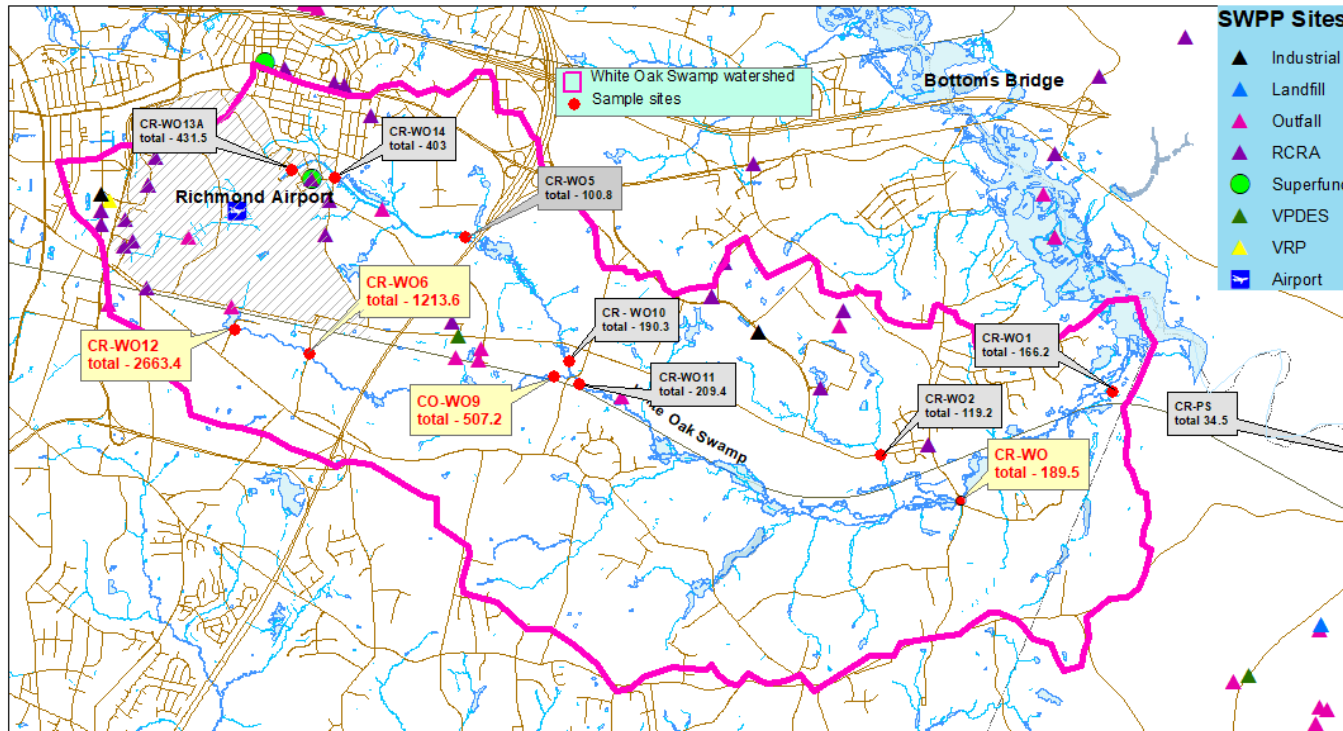 SWPP Sites
Industrial
Landfill
Outfall
RCRA
Superfund
VPDES
VRP
Airport
White Oak Swamp watershed
Sample sites
Bottoms Bridge
CR-WO13A
total - 431.5
CR-WO14
total - 403
CR-WO5
total - 100.8
Richmond Airport
CR-WO6
total - 1213.6
CR-WO12
total - 2663.4
CR - WO10
total - 190.3
CR-WO1
total - 166.2
CO-WO9
total - 507.2
CR-WO11
total - 209.4
CR-WO2
total - 119.2
CR-PS
total 34.5
Oak Swamp
CR-WO
total - 189.5